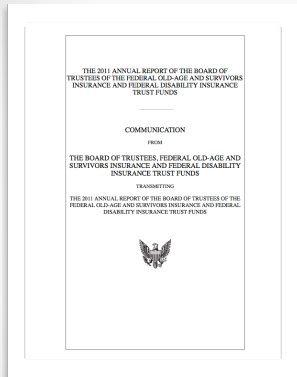 THE 2011 ANNUAL REPORT OF THE BOARD OF
TRUSTEES OF THE FEDERAL OLD-AGE AND SURVIVORS
INSURANCE AND FEDERAL DISABILITY INSURANCE
TRUST FUNDS
COMMUNICATION
FROM
THE BOARD OF TRUSTEES, FEDERAL OLD-AGE AND
SURVIVORS INSURANCE AND FEDERAL DISABILITY
INSURANCE TRUST FUNDS
TRANSMITTING
THE 2011 ANNUAL REPORT OF THE BOARD OF TRUSTEES OF THE
FEDERAL OLD-AGE AND SURVIVORS INSURANCE AND FEDERAL
DISABILITY INSURANCE TRUST FUNDS